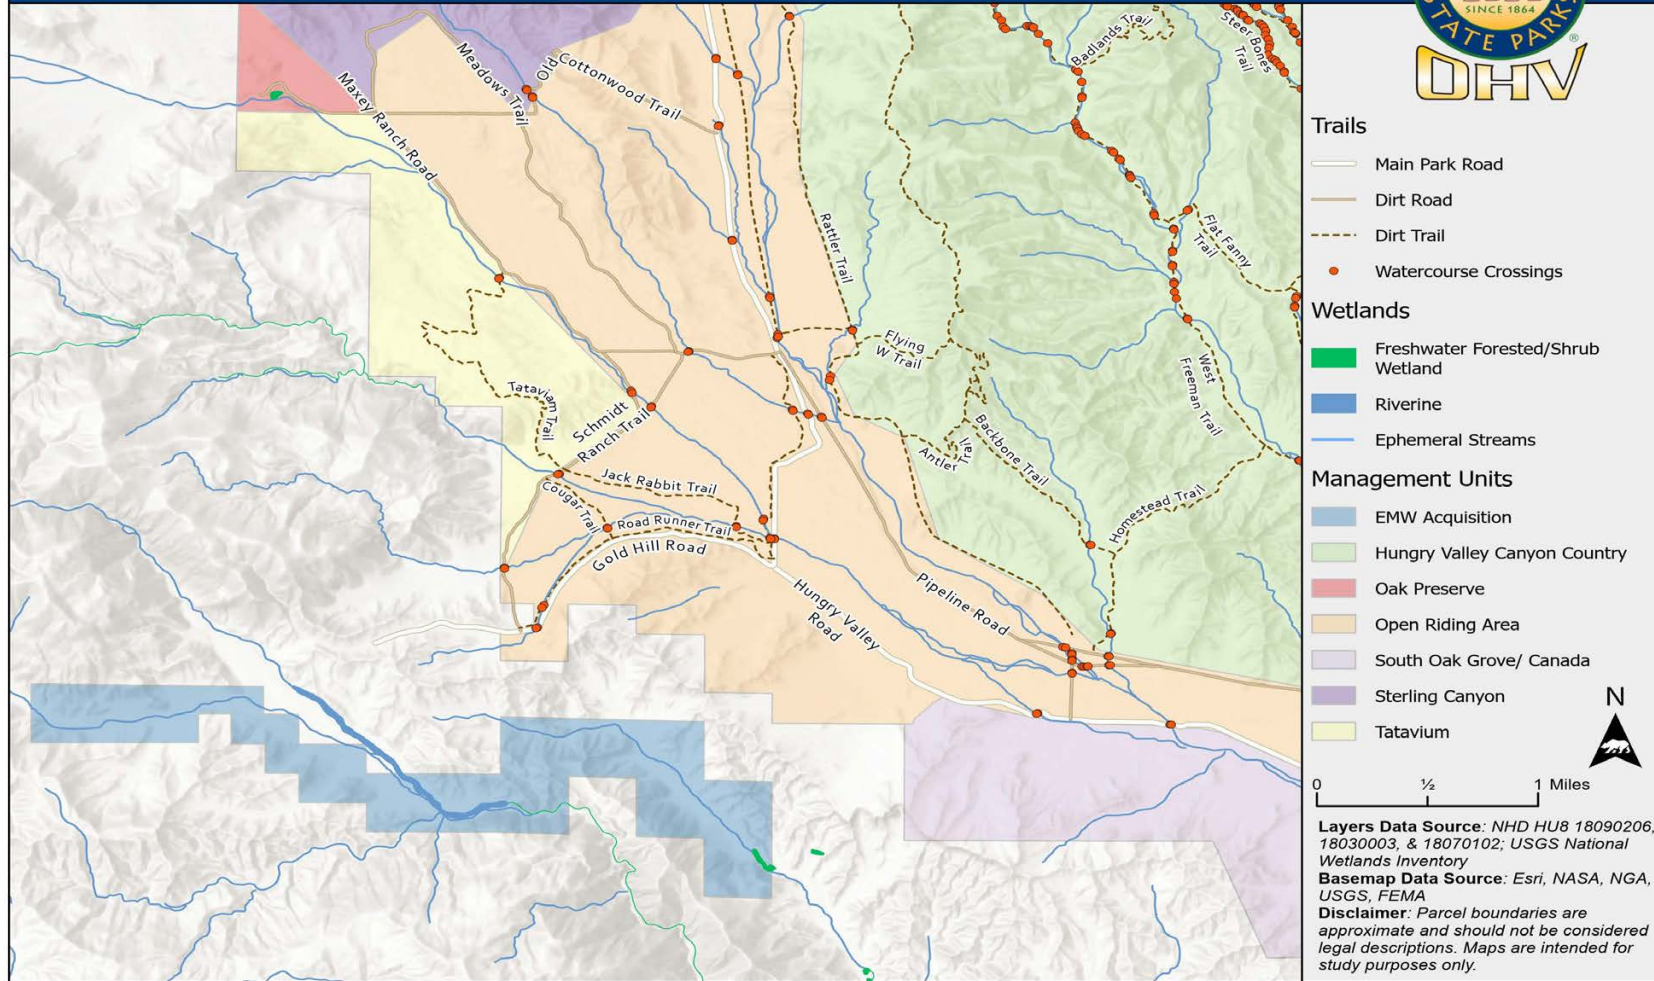 SINCE 1864
STATE PARKS
®
OHV
Trails
Main Park Road
Dirt Road
Dirt Trail
Watercourse Crossings
Wetlands
Freshwater Forested/Shrub
Wetland
Riverine
Ephemeral Streams
Management Units
EMW Acquisition
Hungry Valley Canyon Country
Oak Preserve
Open Riding Area
South Oak Grove/ Canada
Sterling Canyon
Tatavium
N
0 ½ 1 Miles
Layers Data Source: NHD HU8 18090206,
18030003, & 18070102; USGS National
Wetlands Inventory
Basemap Data Source: Esri, NASA, NGA,
USGS, FEMA
Disclaimer: Parcel boundaries are
approximate and should not be considered
legal descriptions. Maps are intended for
study purposes only.
Maxey Ranch Road
Meadows Trail
Old
Cottonwood Trail
Badlands Trail
Steer Bones
Trail
Rattler Trail
Flat Fanny
Trail
Flying
W Trail
West
Freeman Trail
Tataviam
Trail
Schmidt
Ranch Trail
Antler
Trail
Backbone Trail
Jack Rabbit Trail
Cougar Trail
Road Runner Trail
Gold Hill Road
Homestead Trail
Pipeline Road
Hungry Valley
Road